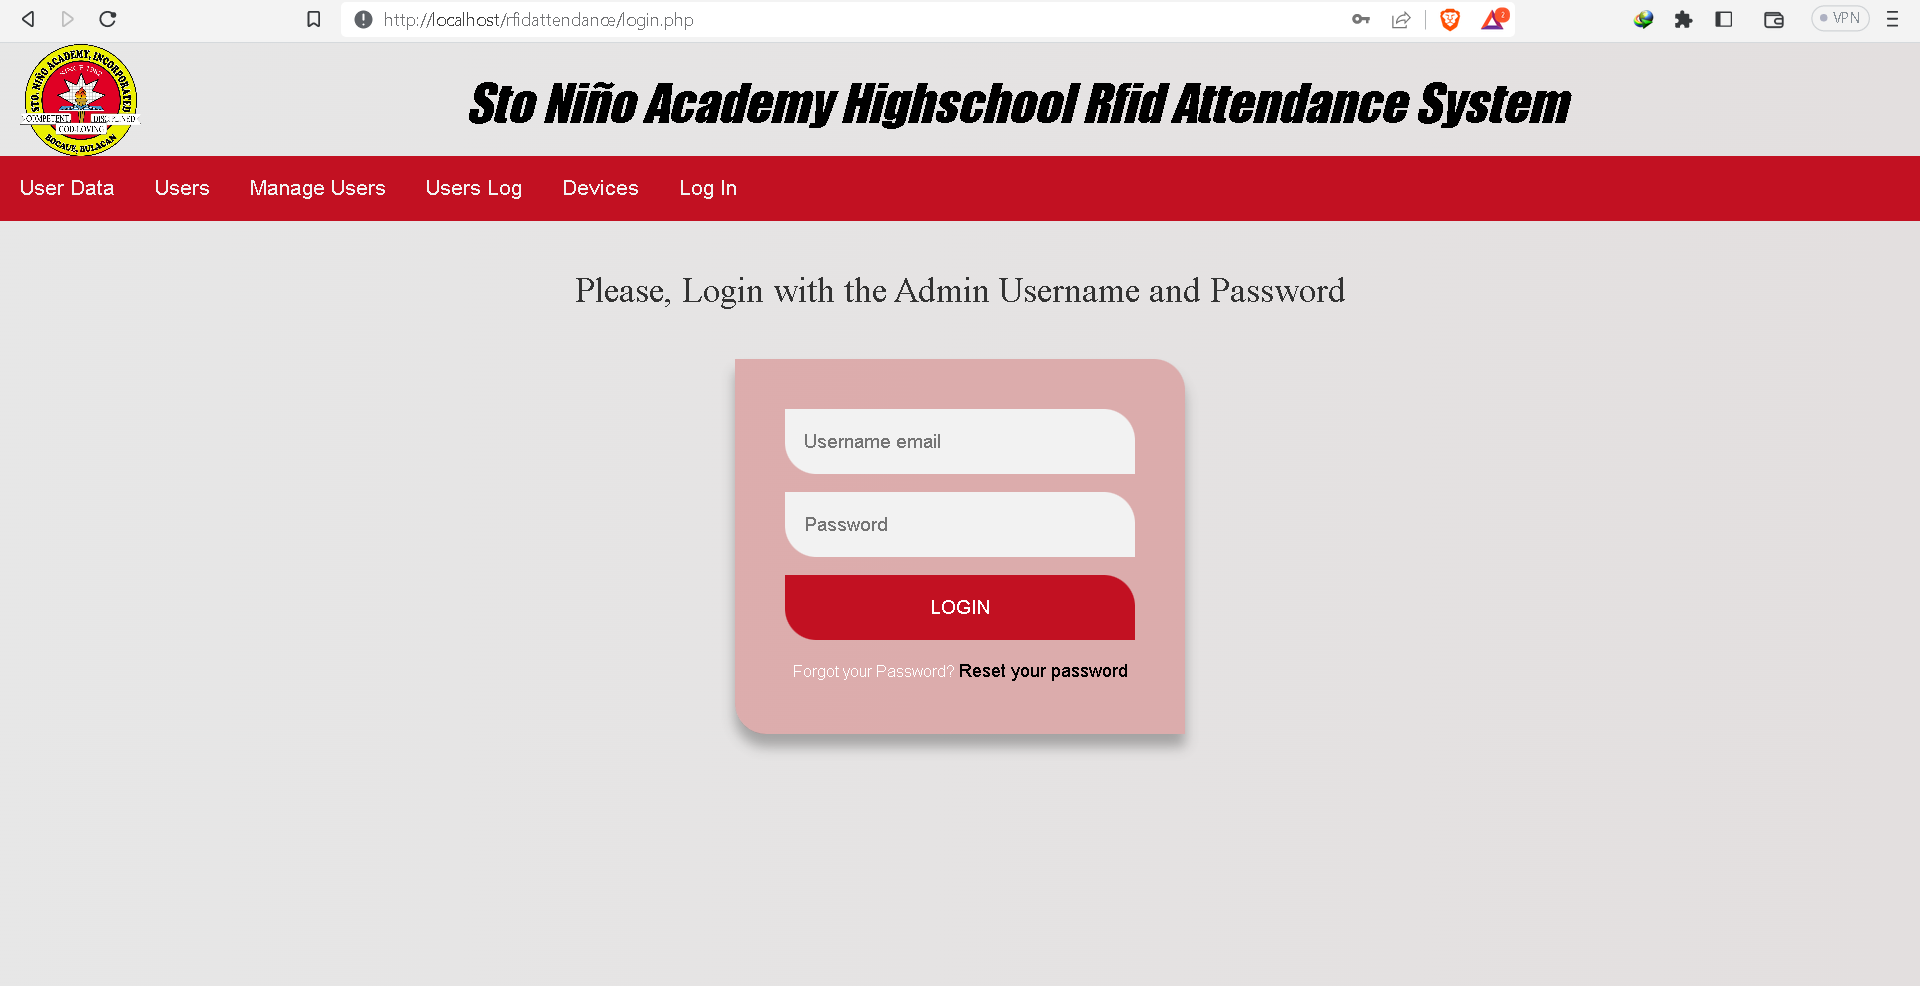 http://localhost/rfidattendance/login.php
2
VPN
STO. NIÑO ACADEMY, INCORPORATED
COMPETENT DISCIPLINED
GOD-LOVING
BOCAUE, BULACAN
Sto Niño Academy Highschool Rfid Attendance System
User Data Users Manage Users Users Log Devices Log In
Please, Login with the Admin Username and Password
Username email
Password
LOGIN
Forgot your Password? Reset your password